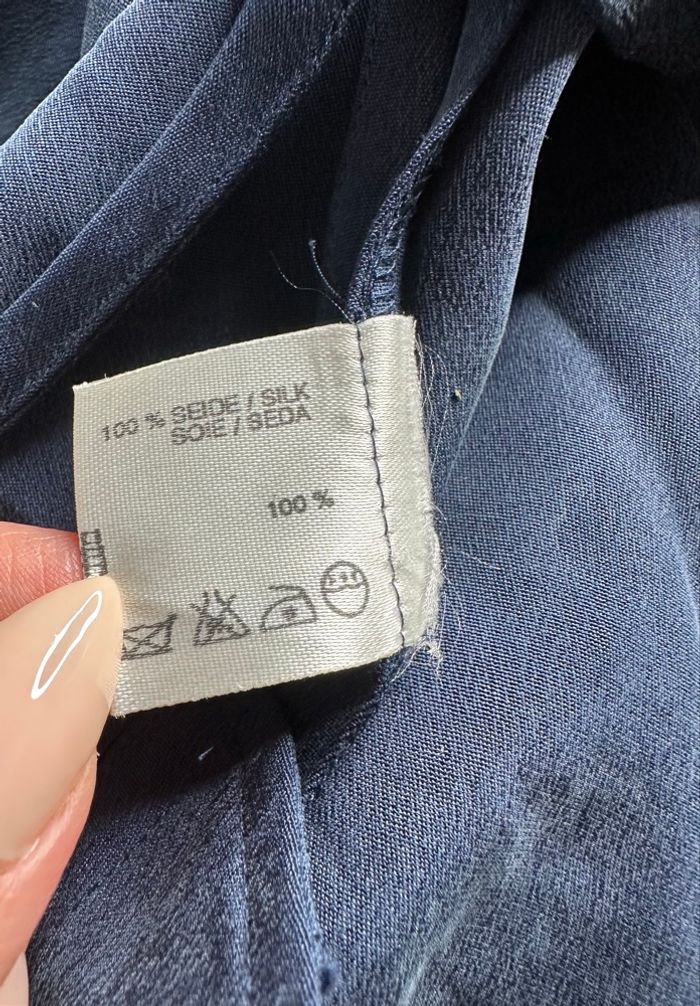 100 % SEIDE / SILK
SOIE / SEDA
100 %